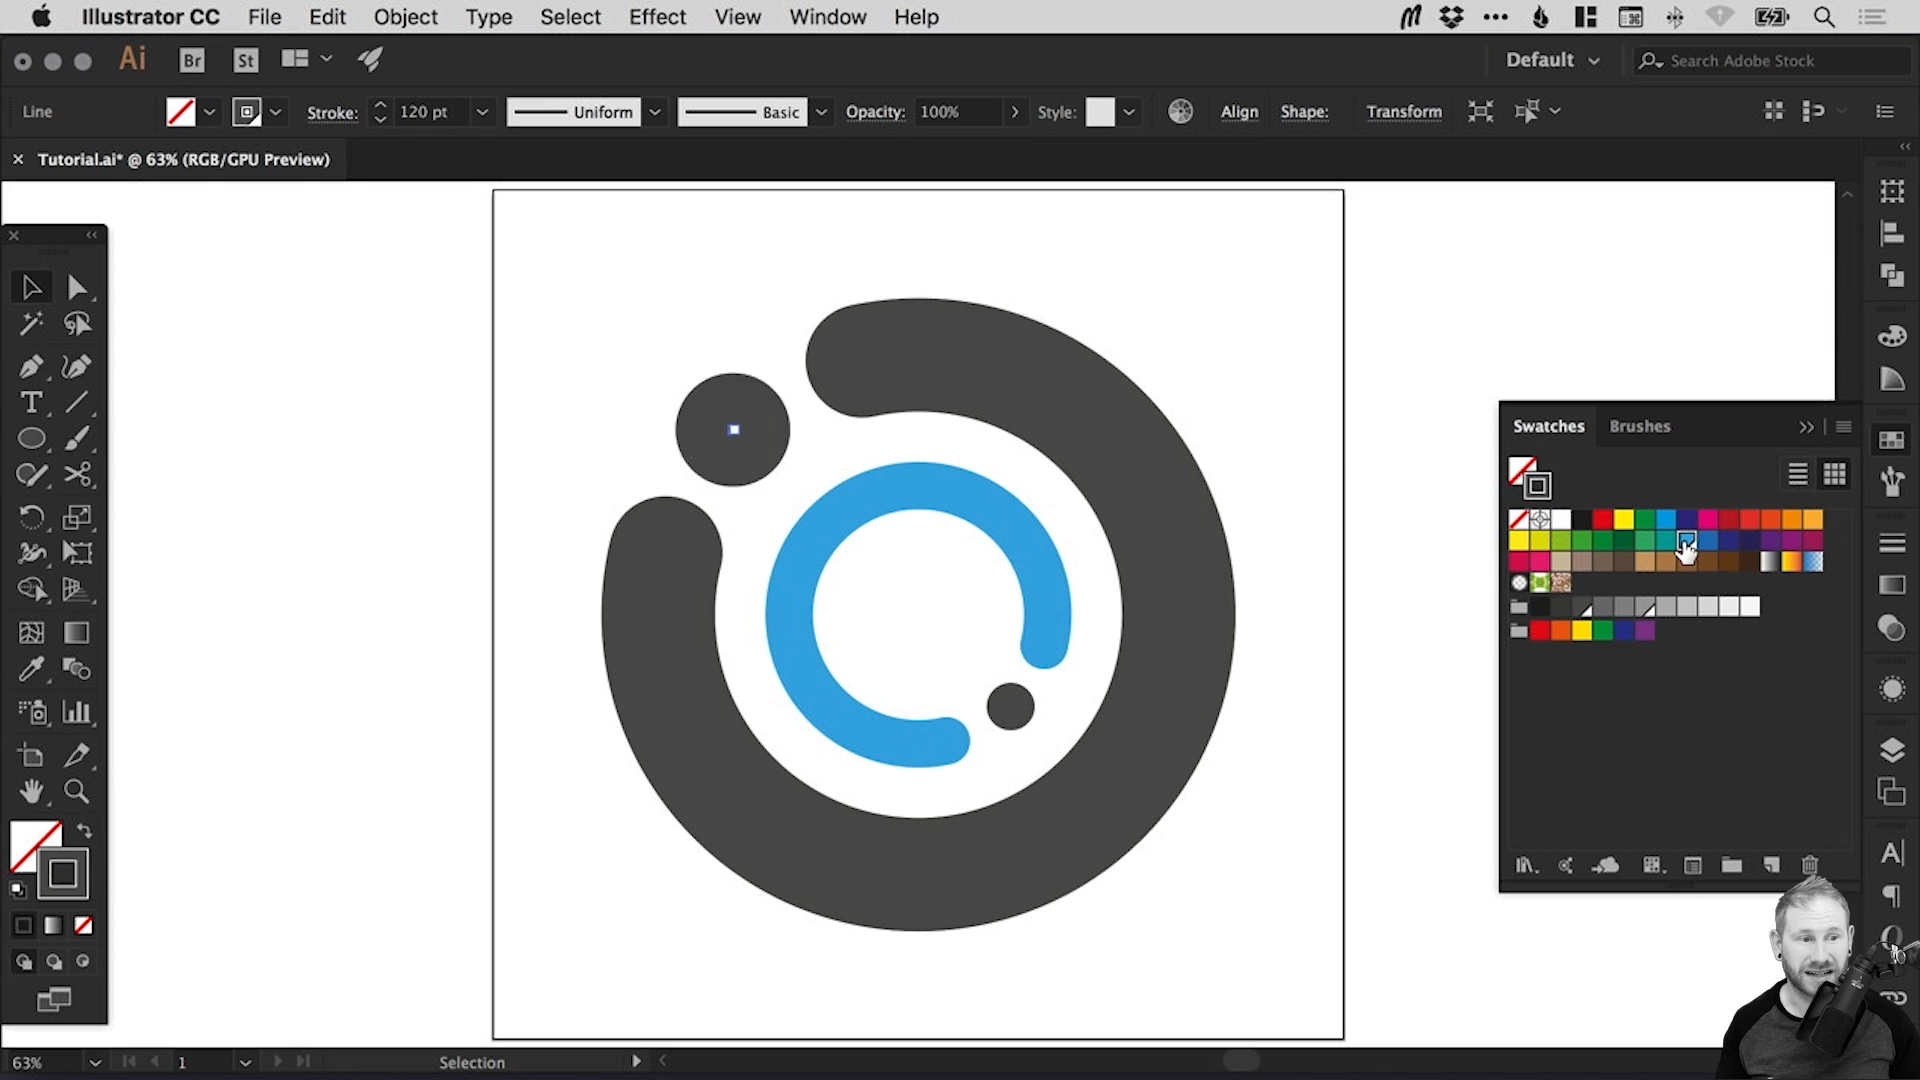 Illustrator CC File Edit Object Type Select Effect View Window Help
Ai Br St Default Search Adobe Stock
Line Stroke: 120 pt Uniform Basic Opacity: 100% Style: Align Shape: Transform
Tutorial.ai* @ 63% (RGB/GPU Preview)
Swatches Brushes
63% 1 Selection